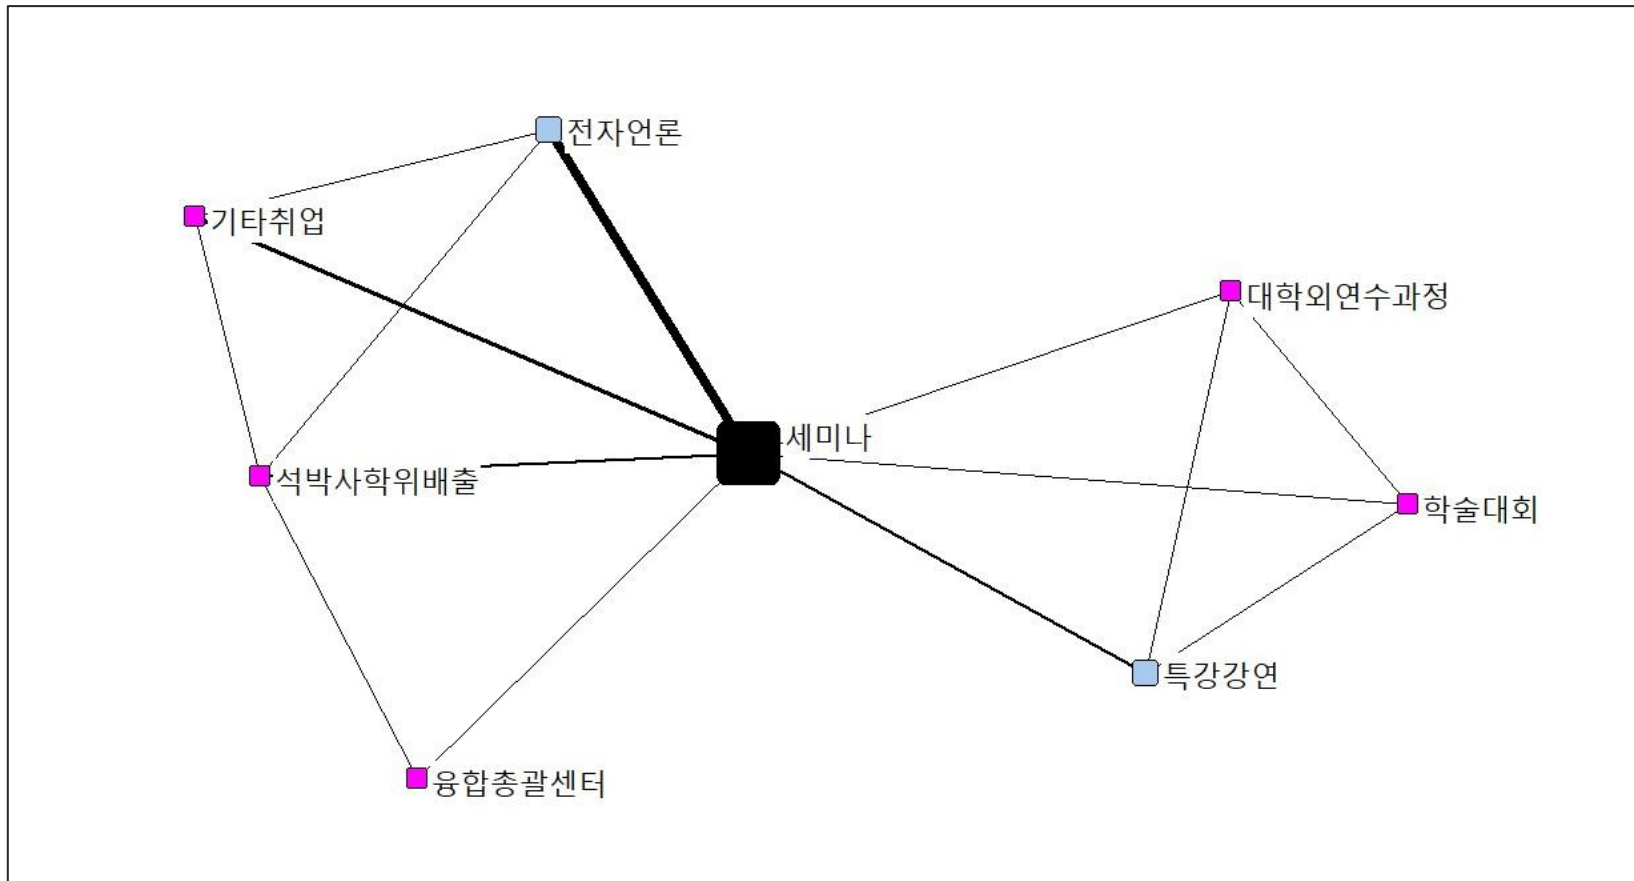 전자언론
기타취업
대학외연수과정
세미나
석박사학위배출
학술대회
특강강연
융합총괄센터